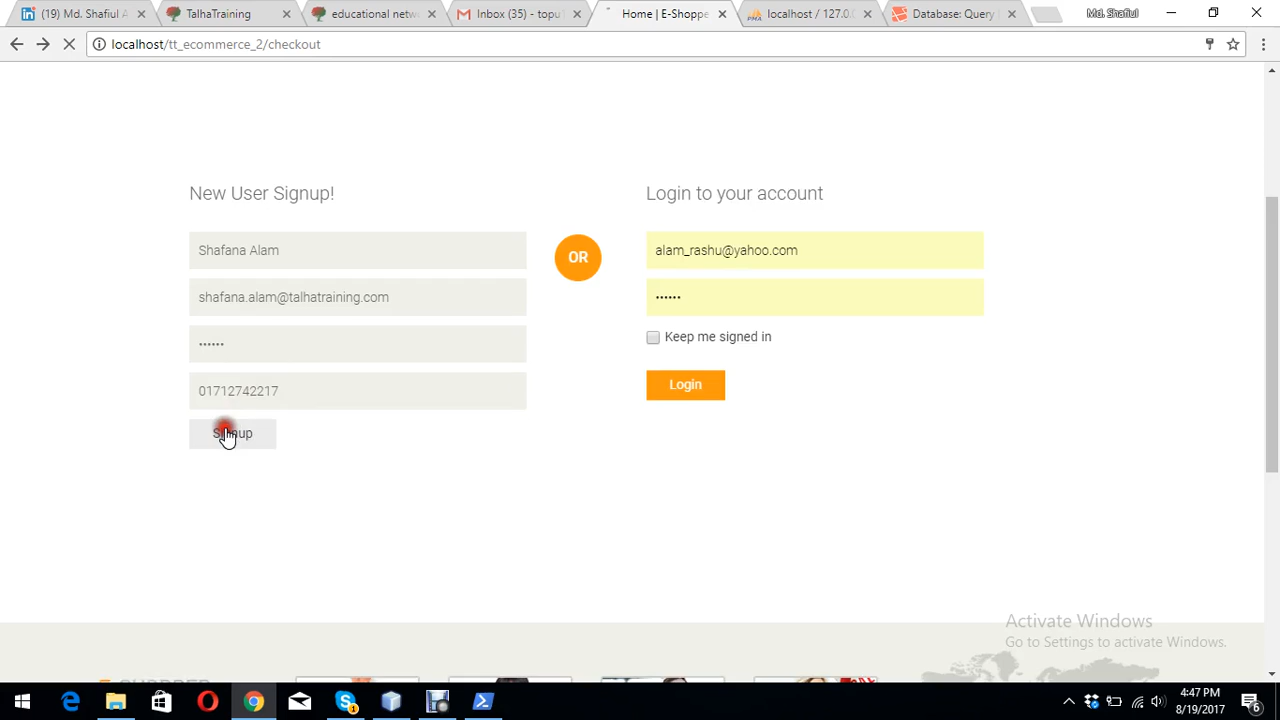 (19) Md. Shafiul A
TalhaTraining
educational netw
Inbox (35) - topu1
Home | E-Shoppe
localhost / 127.0.
Database: Query
Md. Shafiul
localhost/tt_ecommerce_2/checkout
New User Signup!
Login to your account
Shafana Alam
shafana.alam@talhatraining.com
••••••
01712742217
Signup
OR
alam_rashu@yahoo.com
••••••
Keep me signed in
Login
Activate Windows
Go to Settings to activate Windows.
4:47 PM
8/19/2017
6